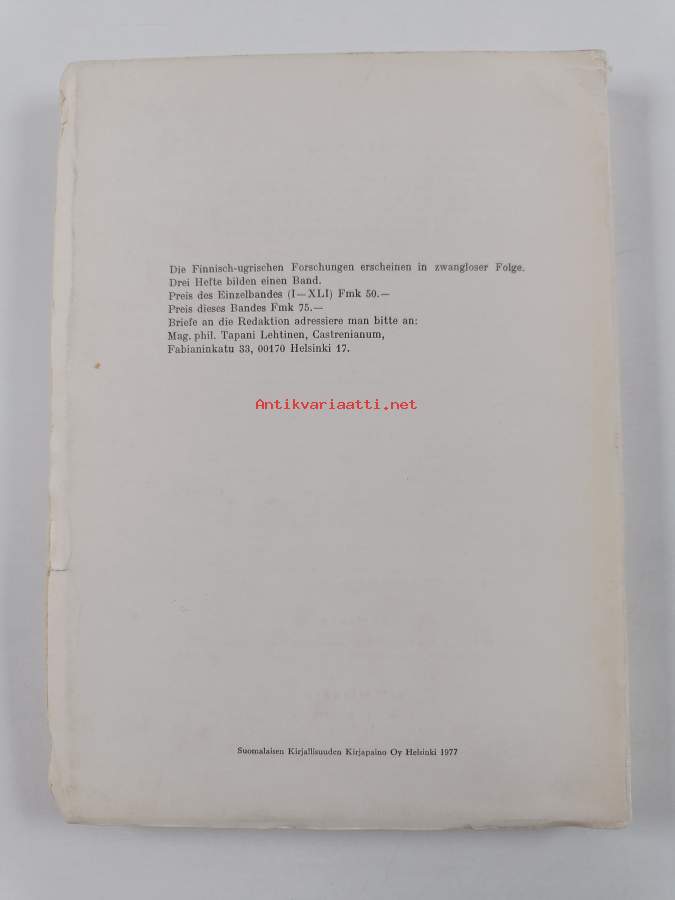 Die Finnisch-ugrischen Forschungen erscheinen in zwangloser Folge.
Drei Hefte bilden einen Band.
Preis des Einzelbandes (I—XLI) Fmk 50.—
Preis dieses Bandes Fmk 75.—
Briefe an die Redaktion adressiere man bitte an:
Mag. phil. Tapani Lehtinen, Castrenianum,
Fabianinkatu 33, 00170 Helsinki 17.
Antikvariaatti.net
Suomalaisen Kirjallisuuden Kirjapaino Oy Helsinki 1977